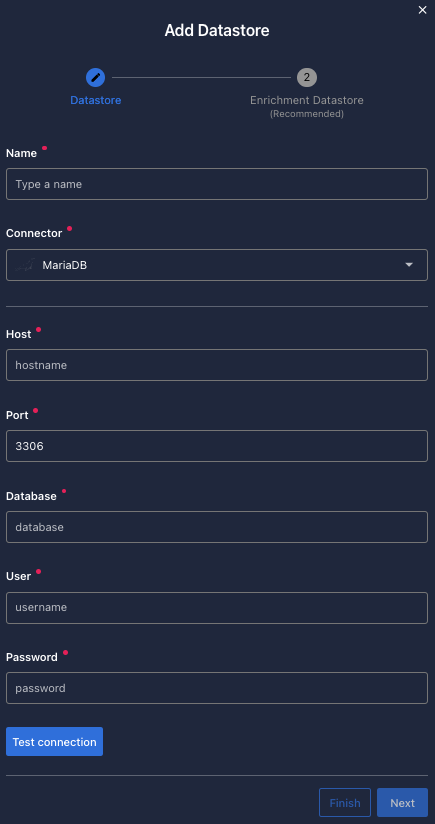 Add Datastore
2
Datastore
Enrichment Datastore
(Recommended)
Name
Type a name
Connector
MariaDB
Host
hostname
Port
3306
Database
database
User
username
Password
password
Test connection
Finish
Next